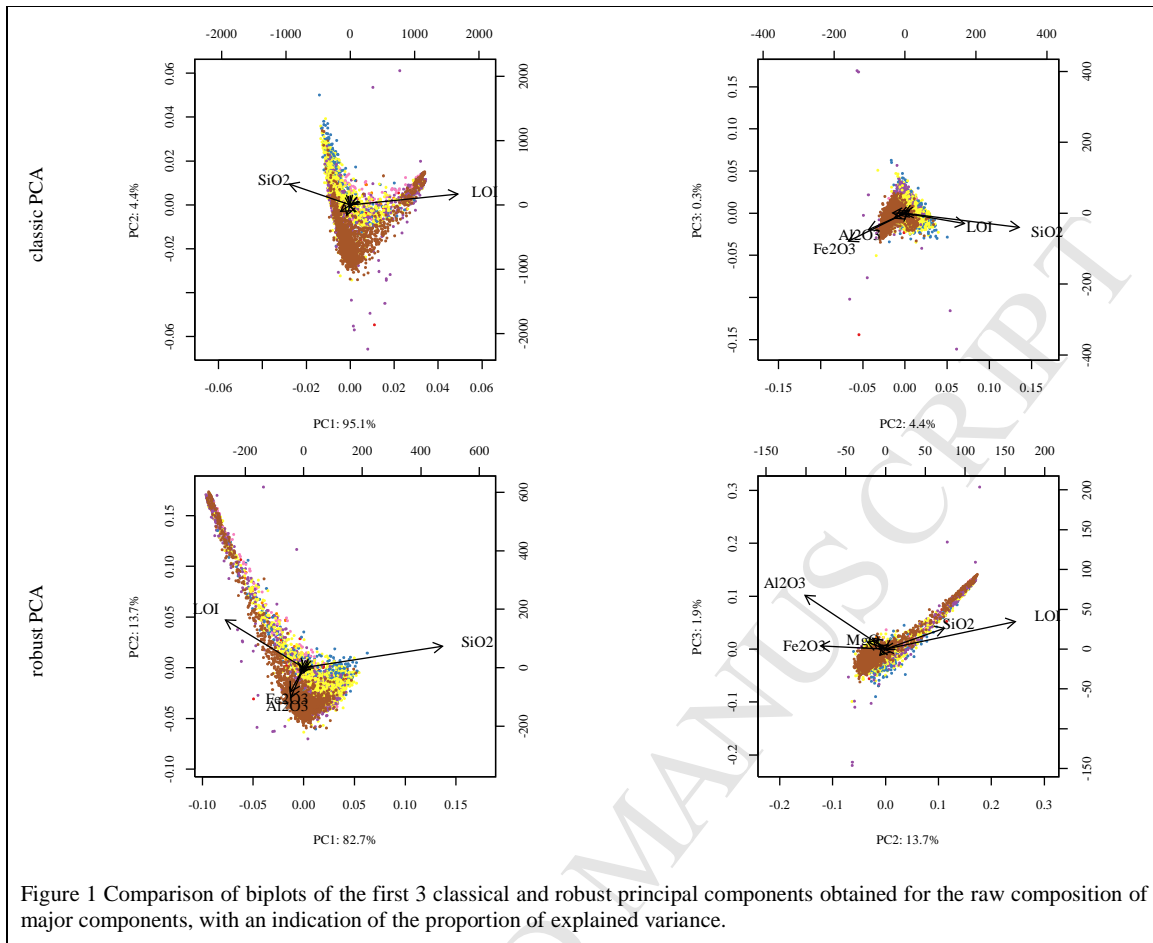 -2000 -1000 0 1000 2000
-400 -200 0 200 400
classic PCA
PC2: 4.4%
-0.06 -0.02 0.00 0.02 0.04 0.06
SiO2
LOI
-2000 -1000 0 1000 2000
-0.06 -0.02 0.00 0.02 0.04 0.06
PC1: 95.1%
PC3: 0.3%
-0.15 -0.05 0.00 0.05 0.10 0.15
Al2O3
Fe2O3
LOI
SiO2
-400 -200 0 200 400
-0.15 -0.05 0.00 0.05 0.10 0.15
PC2: 4.4%
-200 0 200 400 600
-150 -100 -50 0 50 100 150 200
robust PCA
PC2: 13.7%
-0.10 -0.05 0.00 0.05 0.10 0.15
LOI
SiO2
Fe2O3
Al2O3
-200 0 200 400 600
-0.10 -0.05 0.00 0.05 0.10 0.15
PC1: 82.7%
PC3: 1.9%
-0.2 -0.1 0.0 0.1 0.2 0.3
Al2O3
Fe2O3
SiO2
LOI
-150 -50 0 50 100 150 200
-0.2 -0.1 0.0 0.1 0.2 0.3
PC2: 13.7%
MANUSCRIPT
Figure 1 Comparison of biplots of the first 3 classical and robust principal components obtained for the raw composition of
major components, with an indication of the proportion of explained variance.